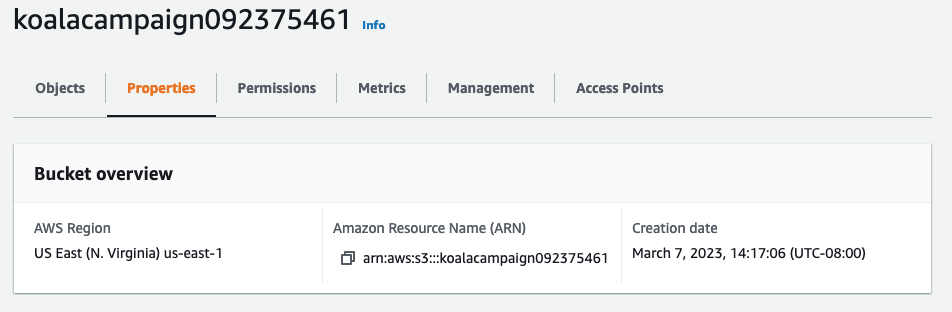 koalacampaign092375461 Info
Objects Properties Permissions Metrics Management Access Points
Bucket overview
AWS Region
US East (N. Virginia) us-east-1
Amazon Resource Name (ARN)
arn:aws:s3:::koalacampaign092375461
Creation date
March 7, 2023, 14:17:06 (UTC-08:00)